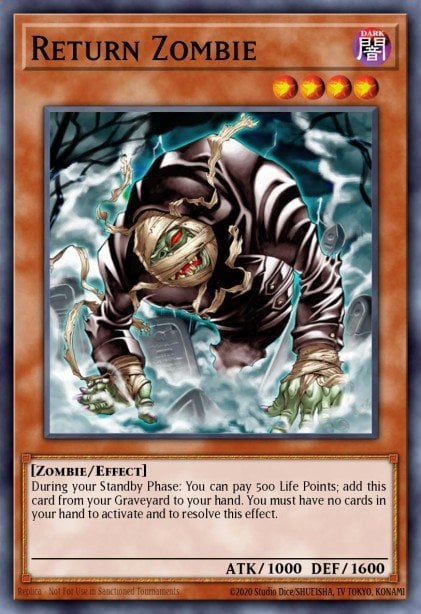 Return Zombie
DARK
闇
[Zombie/Effect]
During your Standby Phase: You can pay 500 Life Points; add this
card from your Graveyard to your hand. You must have no cards in
your hand to activate and to resolve this effect.
ATK/1000 DEF/1600
Replica - Not For Use in Sanctioned Tournaments ©2020 Studio Dice/SHUEISHA, TV TOKYO, KONAMI